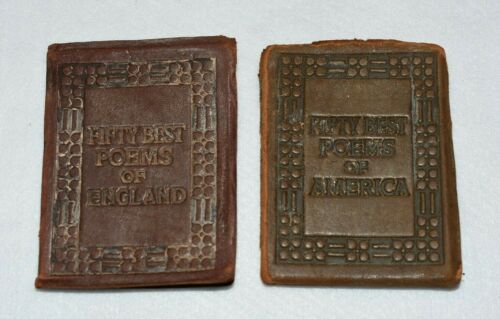 FIFTY BEST
POEMS
OF
ENGLAND
FIFTY BEST
POEMS
OF
AMERICA